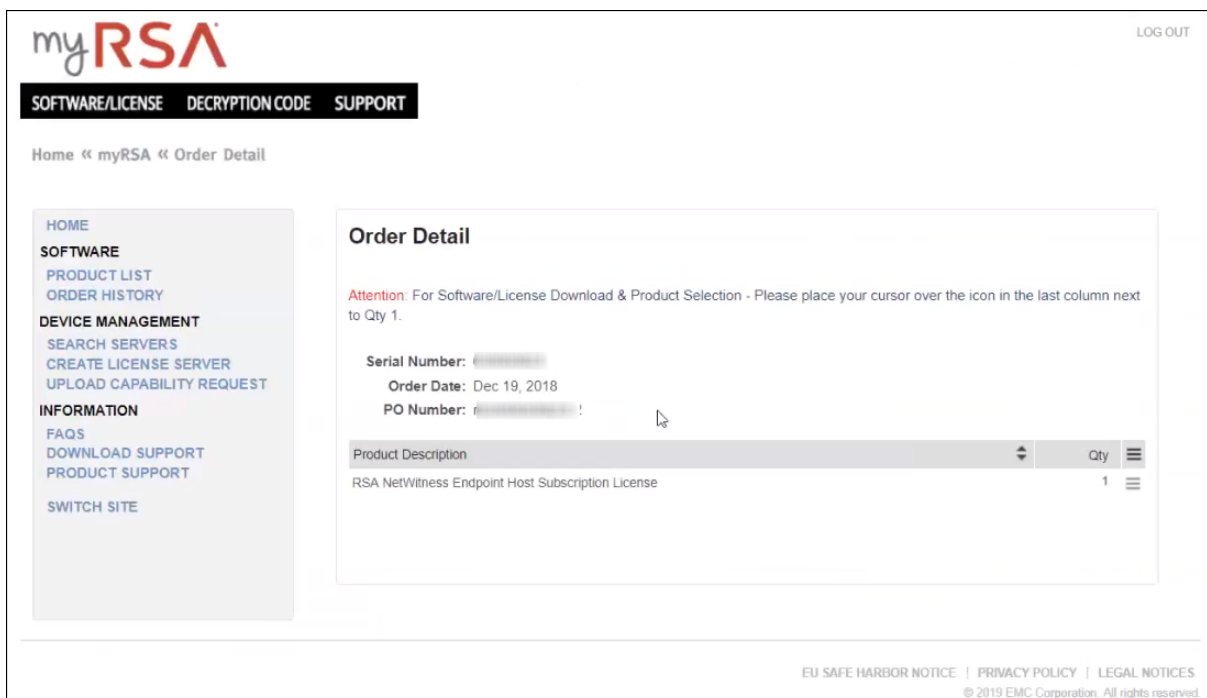 myRSA
LOG OUT
SOFTWARE/LICENSE DECRYPTION CODE SUPPORT
Home « myRSA « Order Detail
HOME
SOFTWARE
PRODUCT LIST
ORDER HISTORY
DEVICE MANAGEMENT
SEARCH SERVERS
CREATE LICENSE SERVER
UPLOAD CAPABILITY REQUEST
INFORMATION
FAQS
DOWNLOAD SUPPORT
PRODUCT SUPPORT
SWITCH SITE
Order Detail
Attention: For Software/License Download & Product Selection - Please place your cursor over the icon in the last column next
to Qty 1.
Serial Number:
Order Date: Dec 19, 2018
PO Number:
Product Description Qty
RSA NetWitness Endpoint Host Subscription License 1
EU SAFE HARBOR NOTICE | PRIVACY POLICY | LEGAL NOTICES
© 2019 EMC Corporation. All rights reserved.